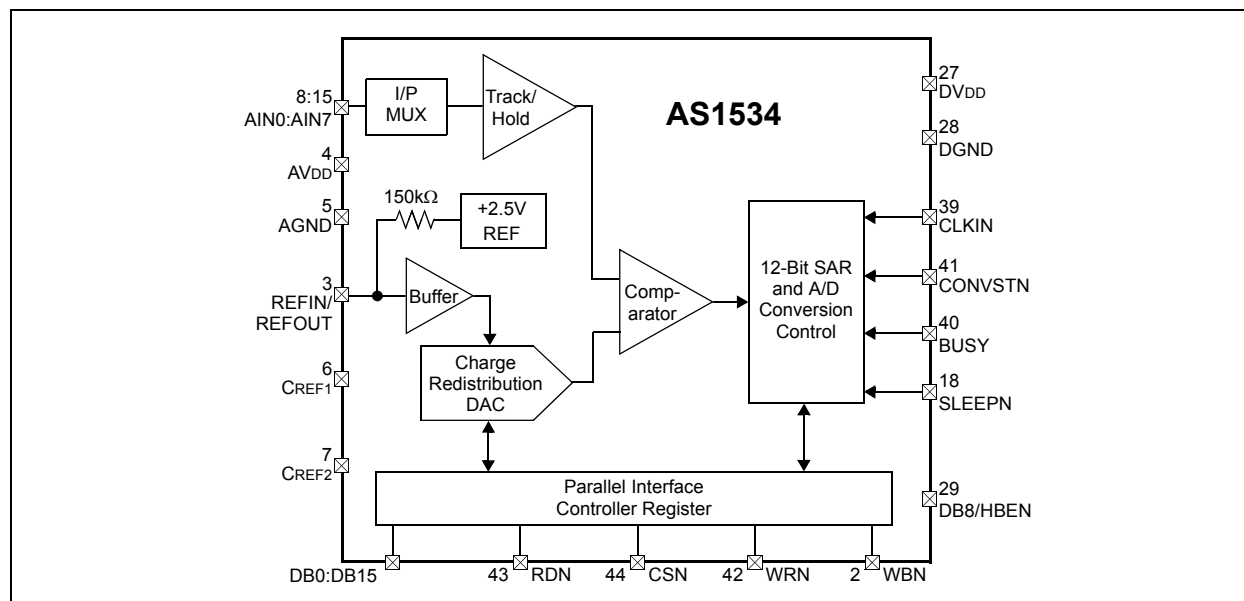 AS1534
8:15
AIN0:AIN7
4
AVDD
5
AGND
3
REFIN/
REFOUT
6
CREF1
7
CREF2
I/P
MUX
Track/
Hold
150kΩ
+2.5V
REF
Buffer
Charge
Redistribution
DAC
Comp-
arator
12-Bit SAR
and A/D
Conversion
Control
27
DVDD
28
DGND
39
CLKIN
41
CONVSTN
40
BUSY
18
SLEEPN
29
DB8/HBEN
Parallel Interface
Controller Register
DB0:DB15
43 RDN
44 CSN
42 WRN
2 WBN